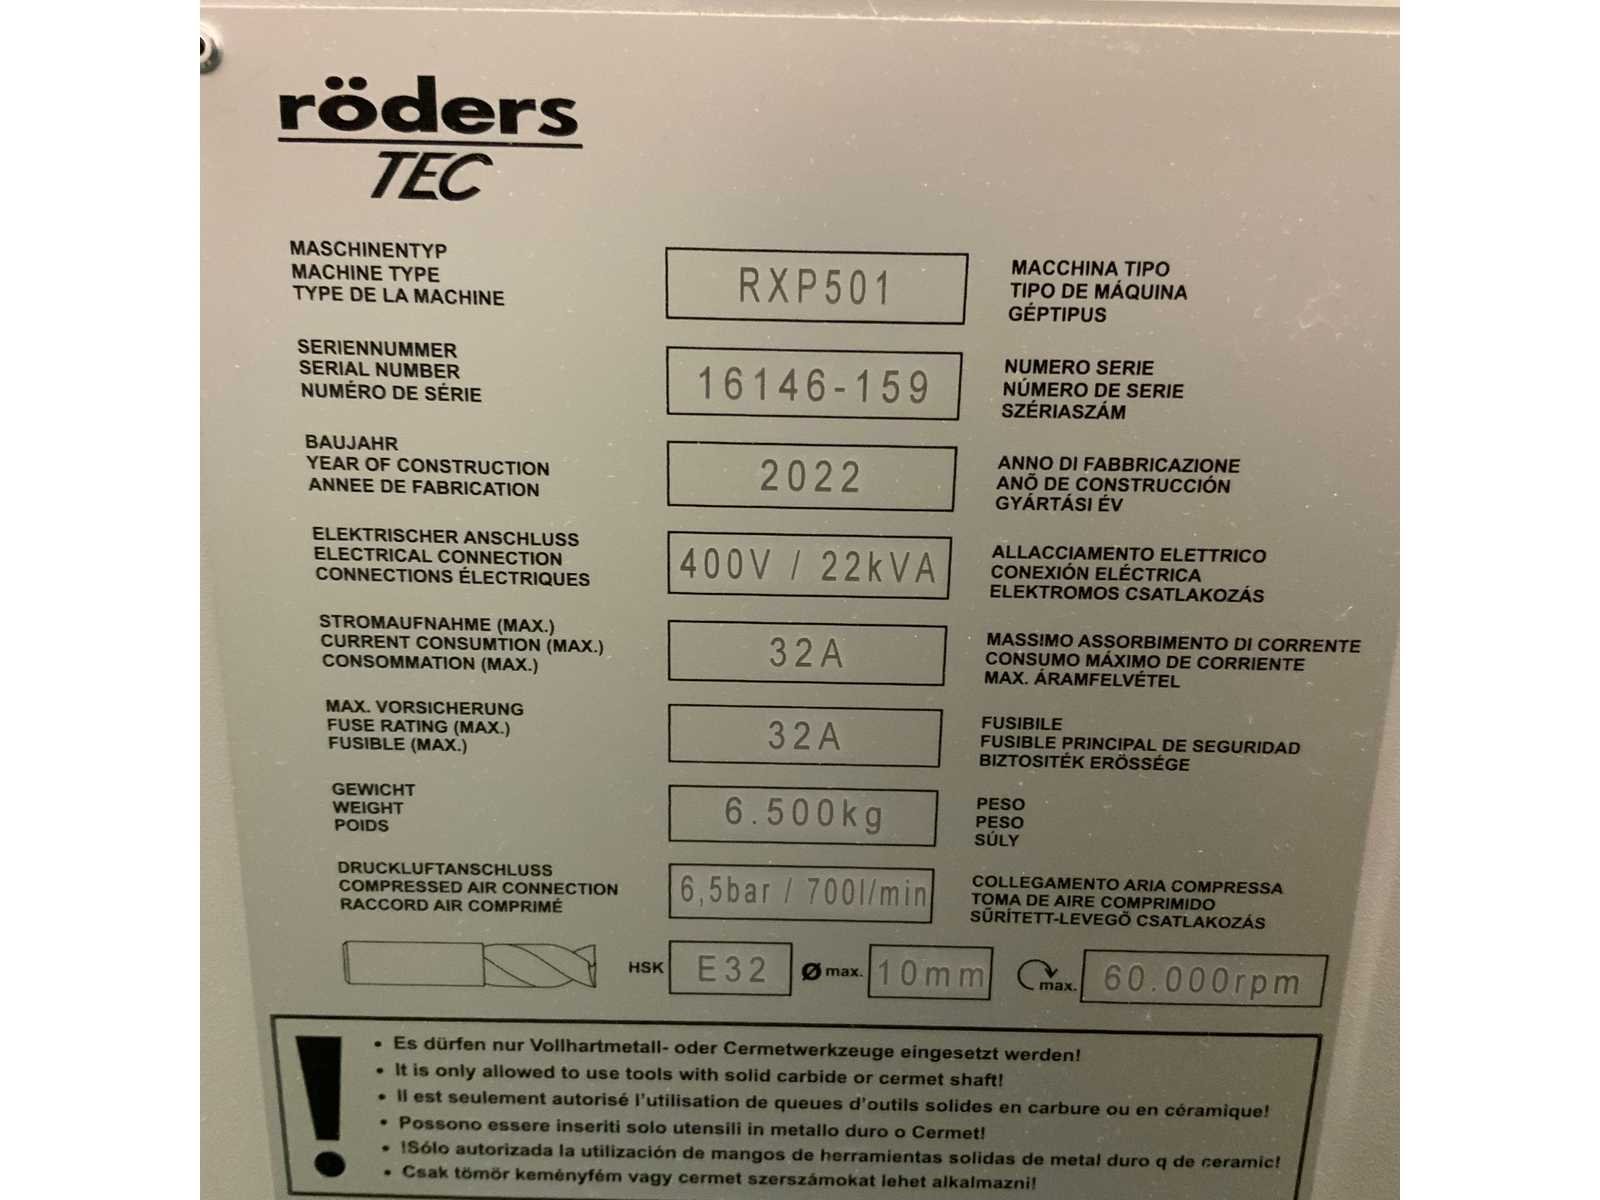 röders
TEC
MASCHINENTYP
MACHINE TYPE
TYPE DE LA MACHINE
RXP501
MACCHINA TIPO
TIPO DE MÁQUINA
GÉPTIPUS
SERIENNUMMER
SERIAL NUMBER
NUMÉRO DE SÉRIE
16146-159
NUMERO SERIE
NÚMERO DE SERIE
SZÉRIASZÁM
BAUJAHR
YEAR OF CONSTRUCTION
ANNEE DE FABRICATION
2022
ANNO DI FABBRICAZIONE
ANÕ DE CONSTRUCCIÓN
GYÁRTÁSI ÉV
ELEKTRISCHER ANSCHLUSS
ELECTRICAL CONNECTION
CONNECTIONS ÉLECTRIQUES
400V / 22kVA
ALLACCIAMENTO ELETTRICO
CONEXIÓN ELÉCTRICA
ELEKTROMOS CSATLAKOZÁS
STROMAUFNAHME (MAX.)
CURRENT CONSUMTION (MAX.)
CONSOMMATION (MAX.)
32A
MASSIMO ASSORBIMENTO DI CORRENTE
CONSUMO MÁXIMO DE CORRIENTE
MAX. ÁRAMFELVÉTEL
MAX. VORSICHERUNG
FUSE RATING (MAX.)
FUSIBLE (MAX.)
32A
FUSIBILE
FUSIBLE PRINCIPAL DE SEGURIDAD
BIZTOSITÉK ERÖSSÉGE
GEWICHT
WEIGHT
POIDS
6.500kg
PESO
PESO
SÚLY
DRUCKLUFTANSCHLUSS
COMPRESSED AIR CONNECTION
RACCORD AIR COMPRIMÉ
6,5bar / 700l/min
COLLEGAMENTO ARIA COMPRESSA
TOMA DE AIRE COMPRIMIDO
SŰRÍTETT-LEVEGŐ CSATLAKOZÁS
HSK E32 Ø max. 10mm max. 60.000rpm
• Es dürfen nur Vollhartmetall- oder Cermetwerkzeuge eingesetzt werden!
• It is only allowed to use tools with solid carbide or cermet shaft!
• Il est seulement autorisé l'utilisation de queues d'outils solides en carbure ou en céramique!
• Possono essere inseriti solo utensili in metallo duro o Cermet!
• !Sólo autorizada la utilización de mangos de herramientas solidas de metal duro q de ceramic!
• Csak tömör keményfém vagy cermet szerszámokat lehet alkalmazni!